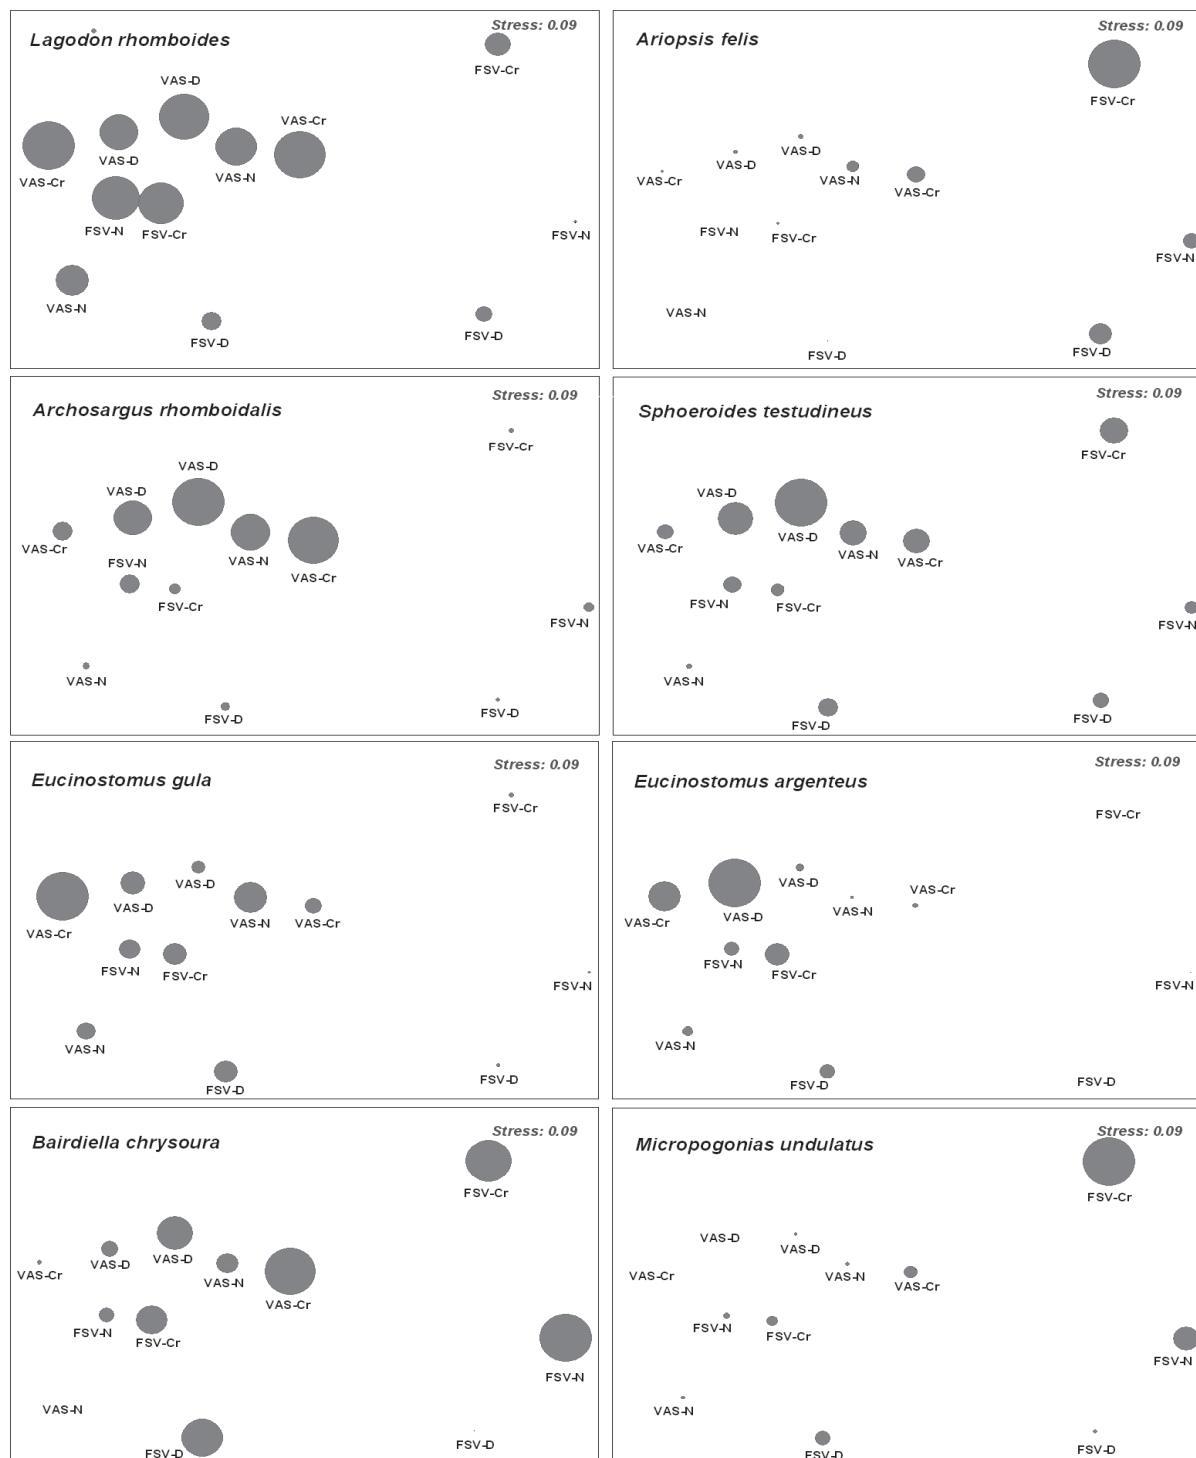 Stress: 0.09
Lagodon rhomboides
FSV-Cr
VAS-D
VAS-Cr
VAS-D
VAS-N
VAS-Cr
FSV-N
FSV-Cr
FSV-N
VAS-N
FSV-D
FSV-D
Stress: 0.09
Ariopsis felis
FSV-Cr
VAS-D
VAS-D
VAS-Cr
VAS-N
VAS-Cr
FSV-N
FSV-Cr
FSV-N
VAS-N
FSV-D
FSV-D
Stress: 0.09
Archosargus rhomboidalis
FSV-Cr
VAS-D
VAS-D
VAS-Cr
FSV-N
VAS-N
VAS-Cr
FSV-Cr
FSV-N
VAS-N
FSV-D
FSV-D
Stress: 0.09
Sphoeroides testudineus
FSV-Cr
VAS-D
VAS-D
VAS-Cr
VAS-N
VAS-Cr
FSV-N
FSV-Cr
FSV-N
VAS-N
FSV-D
FSV-D
Stress: 0.09
Eucinostomus gula
FSV-Cr
VAS-D
VAS-D
VAS-Cr
VAS-N
VAS-Cr
FSV-N
FSV-Cr
FSV-N
VAS-N
FSV-D
FSV-D
Stress: 0.09
Eucinostomus argenteus
FSV-Cr
VAS-D
VAS-Cr
VAS-Cr
VAS-D
VAS-N
FSV-N
FSV-Cr
FSV-N
VAS-N
FSV-D
FSV-D
Stress: 0.09
Bairdiella chrysoura
FSV-Cr
VAS-D
VAS-D
VAS-Cr
VAS-N
VAS-Cr
FSV-N
FSV-Cr
FSV-N
VAS-N
FSV-D
FSV-D
Stress: 0.09
Micropogonias undulatus
FSV-Cr
VAS-D
VAS-D
VAS-Cr
VAS-N
VAS-Cr
FSV-N
FSV-Cr
FSV-N
VAS-N
FSV-D
FSV-D